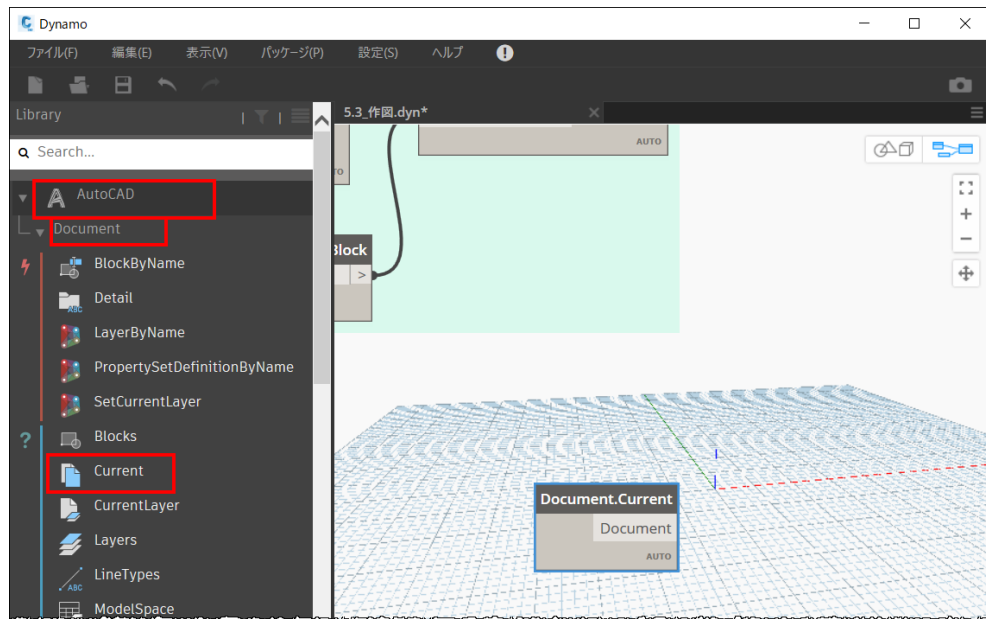 Dynamo
ファイル(F) 編集(E) 表示(V) パッケージ(P) 設定(S) ヘルプ
Library
5.3_作図.dyn*
Search...
AUTO
AutoCAD
Document
Block
BlockByName
>
Detail
ABC
LayerByName
PropertySetDefinitionByName
SetCurrentLayer
Blocks
Current
CurrentLayer
Layers
LineTypes
ABC
ModelSpace
Document.Current
Document
AUTO